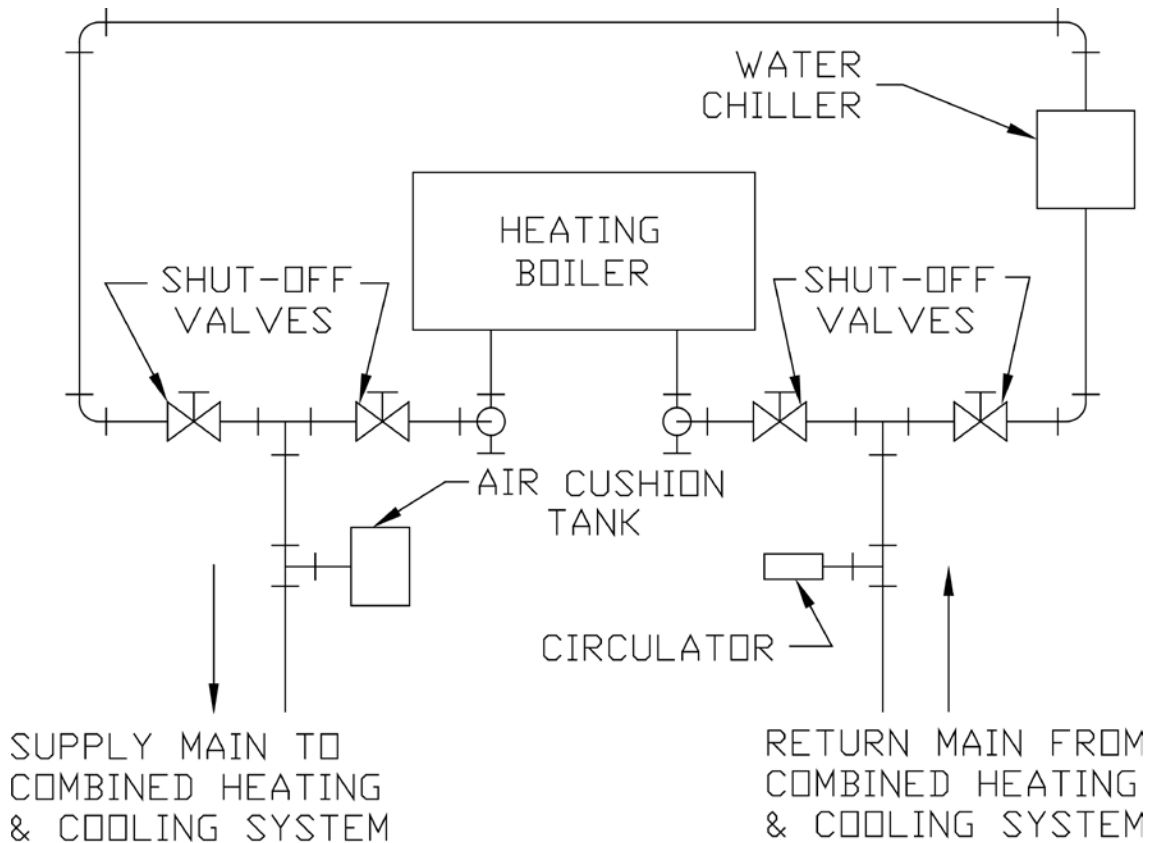 WATER
CHILLER
HEATING
BOILER
SHUT-OFF
VALVES
SHUT-OFF
VALVES
AIR CUSHION
TANK
CIRCULATOR
SUPPLY MAIN TO
COMBINED HEATING
& COOLING SYSTEM
RETURN MAIN FROM
COMBINED HEATING
& COOLING SYSTEM